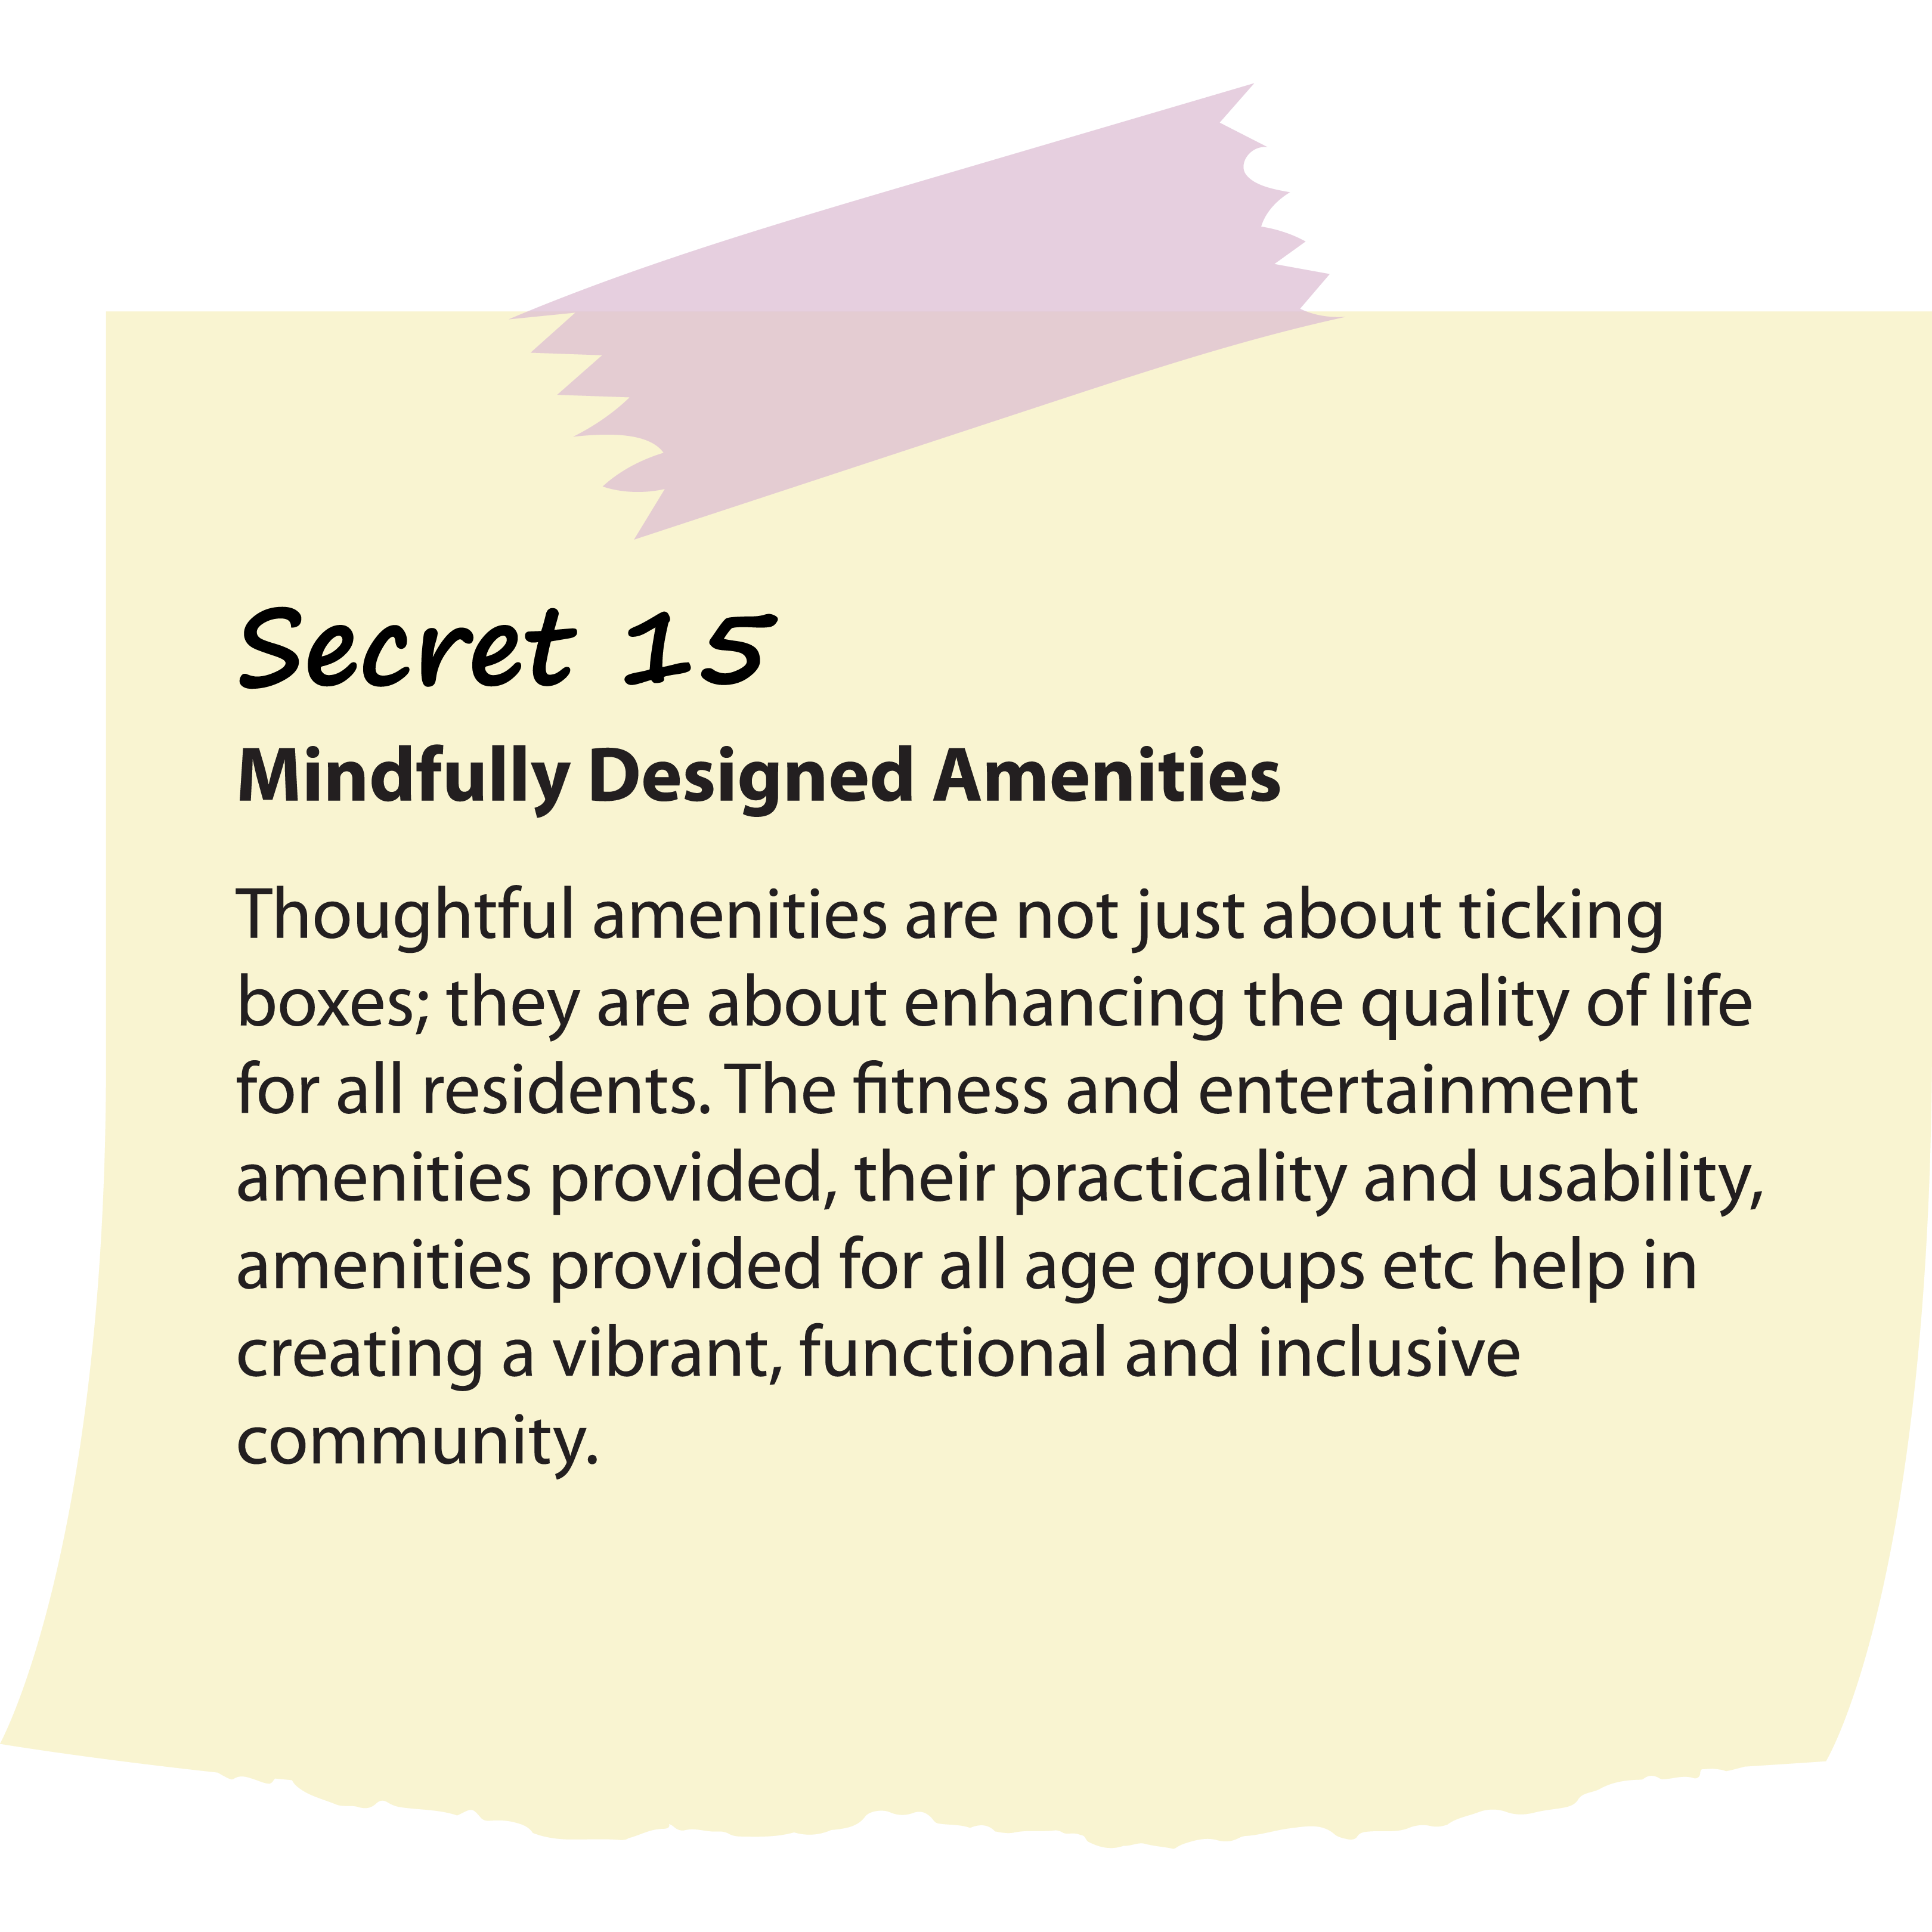 Secret 15
Mindfully Designed Amenities
Thoughtful amenities are not just about ticking
boxes; they are about enhancing the quality of life
for all residents. The fitness and entertainment
amenities provided, their practicality and usability,
amenities provided for all age groups etc help in
creating a vibrant, functional and inclusive
community.